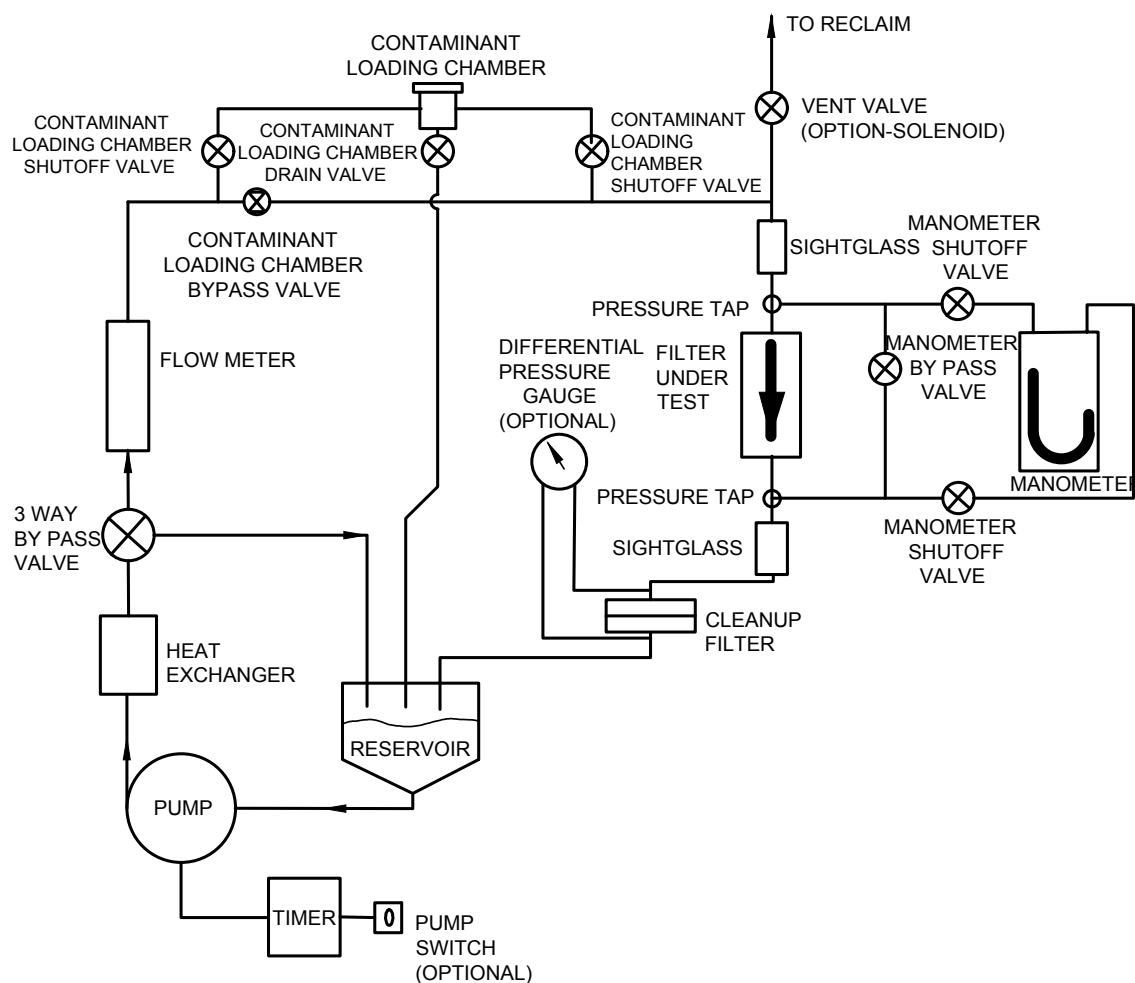 TO RECLAIM
CONTAMINANT
LOADING CHAMBER
VENT VALVE
(OPTION-SOLENOID)
CONTAMINANT
LOADING CHAMBER
SHUTOFF VALVE
CONTAMINANT
LOADING CHAMBER
DRAIN VALVE
CONTAMINANT
LOADING
CHAMBER
SHUTOFF VALVE
CONTAMINANT
LOADING CHAMBER
BYPASS VALVE
SIGHTGLASS
MANOMETER
SHUTOFF
VALVE
PRESSURE TAP
FLOW METER
DIFFERENTIAL
PRESSURE
GAUGE
(OPTIONAL)
FILTER
UNDER
TEST
MANOMETER
BY PASS
VALVE
MANOMETER
PRESSURE TAP
3 WAY
BY PASS
VALVE
SIGHTGLASS
MANOMETER
SHUTOFF
VALVE
CLEANUP
FILTER
HEAT
EXCHANGER
RESERVOIR
PUMP
TIMER
0
PUMP
SWITCH
(OPTIONAL)